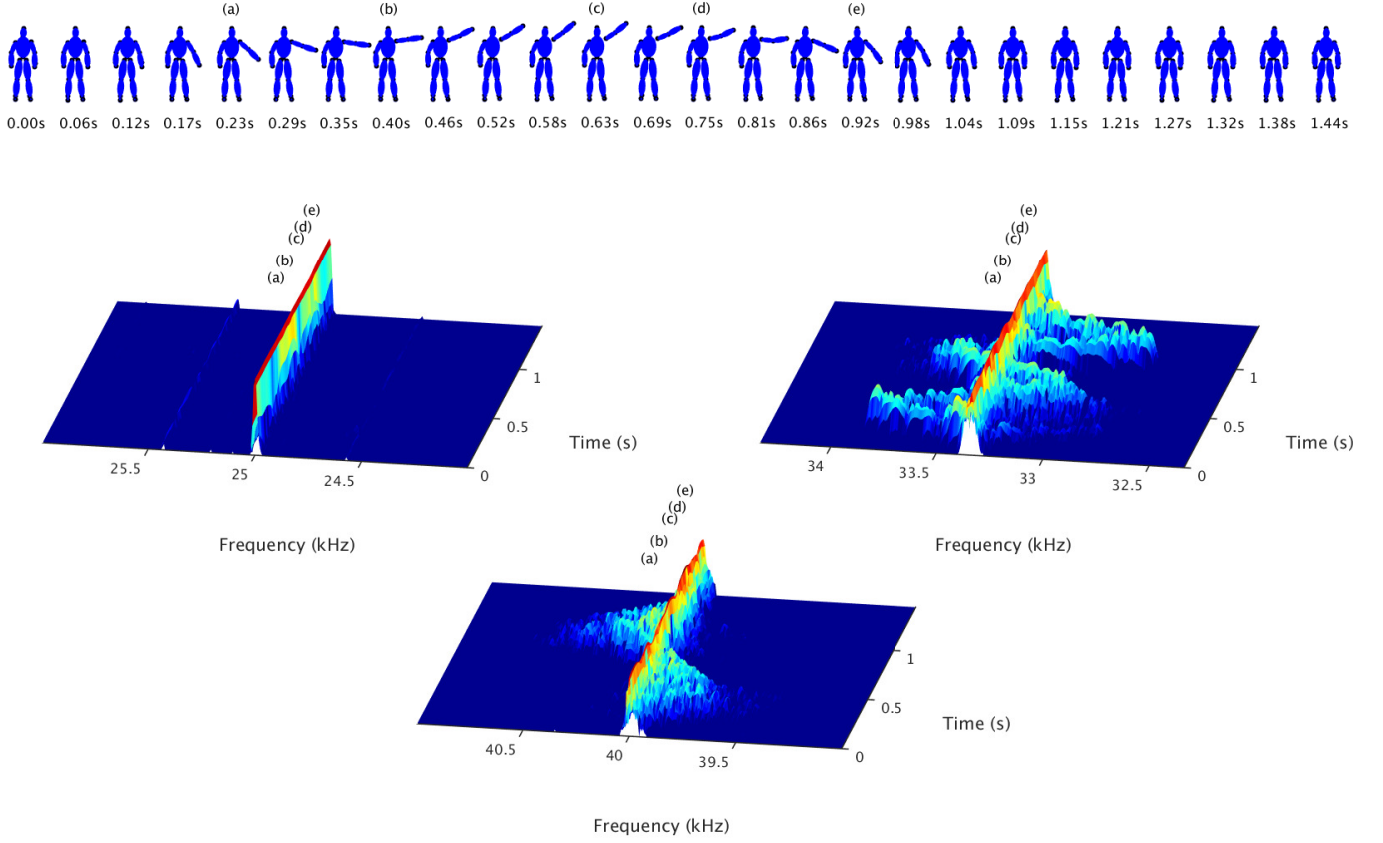 (a) (b) (c) (d) (e)
0.00s 0.06s 0.12s 0.17s 0.23s 0.29s 0.35s 0.40s 0.46s 0.52s 0.58s 0.63s 0.69s 0.75s 0.81s 0.86s 0.92s 0.98s 1.04s 1.09s 1.15s 1.21s 1.27s 1.32s 1.38s 1.44s
(e)
(d)
(c)
(b)
(a)
1
0.5
Time (s)
0
25.5
25
24.5
Frequency (kHz)
(e)
(d)
(c)
(b)
(a)
1
0.5
Time (s)
0
34
33.5
33
32.5
Frequency (kHz)
(e)
(d)
(c)
(b)
(a)
1
0.5
Time (s)
0
40.5
40
39.5
Frequency (kHz)